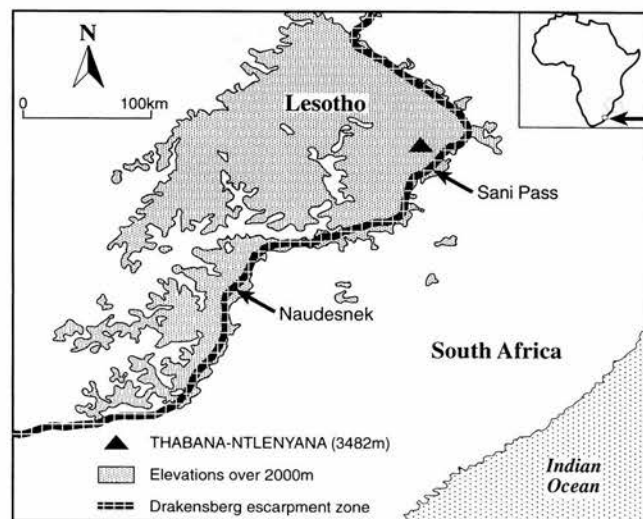 N
0
100km
Lesotho
Sani Pass
Naudesnek
South Africa
THABANA-NTLENYANA (3482m)
Elevations over 2000m
Drakensberg escarpment zone
Indian
Ocean